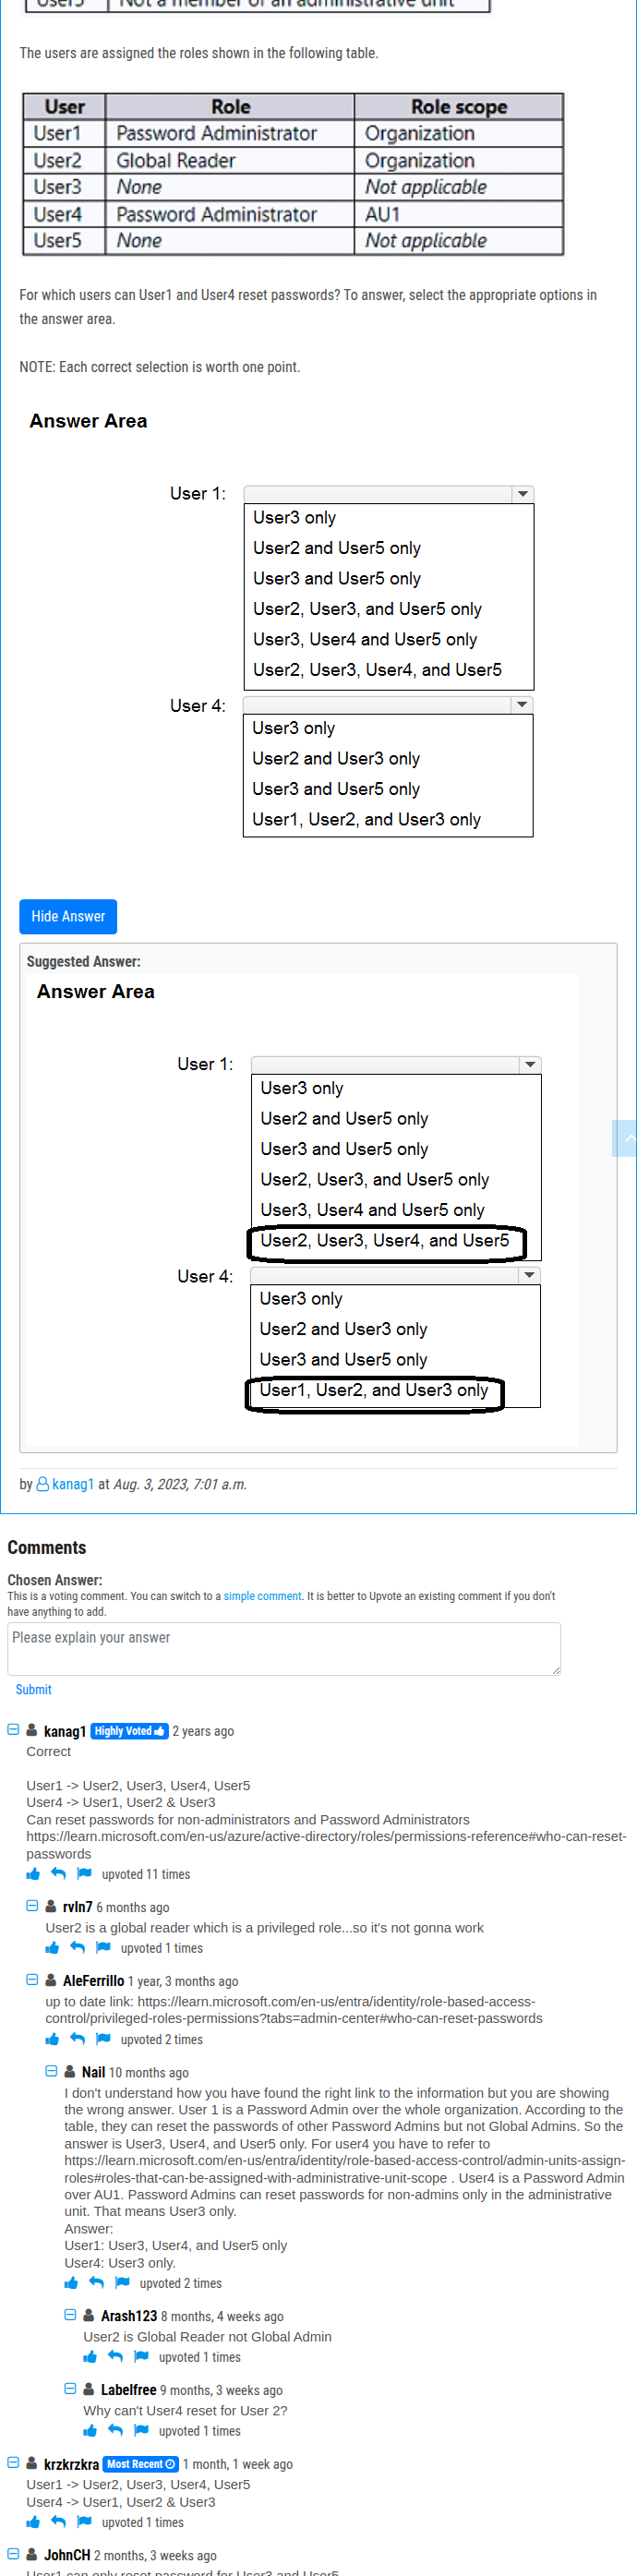 User5 Not a member of an administrative unit
The users are assigned the roles shown in the following table.
User Role Role scope
User1 Password Administrator Organization
User2 Global Reader Organization
User3 None Not applicable
User4 Password Administrator AU1
User5 None Not applicable
For which users can User1 and User4 reset passwords? To answer, select the appropriate options in
the answer area.
NOTE: Each correct selection is worth one point.
Answer Area
User 1:
User3 only
User2 and User5 only
User3 and User5 only
User2, User3, and User5 only
User3, User4 and User5 only
User2, User3, User4, and User5
User 4:
User3 only
User2 and User3 only
User3 and User5 only
User1, User2, and User3 only
Hide Answer
Suggested Answer:
Answer Area
User 1:
User3 only
User2 and User5 only
User3 and User5 only
User2, User3, and User5 only
User3, User4 and User5 only
User2, User3, User4, and User5
User 4:
User3 only
User2 and User3 only
User3 and User5 only
User1, User2, and User3 only
by kanag1 at Aug. 3, 2023, 7:01 a.m.
Comments
Chosen Answer:
This is a voting comment. You can switch to a simple comment. It is better to Upvote an existing comment if you don't
have anything to add.
Please explain your answer
Submit
kanag1 Highly Voted 2 years ago
Correct
User1 -> User2, User3, User4, User5
User4 -> User1, User2 & User3
Can reset passwords for non-administrators and Password Administrators
https://learn.microsoft.com/en-us/azure/active-directory/roles/permissions-reference#who-can-reset-
passwords
upvoted 11 times
rvln7 6 months ago
User2 is a global reader which is a privileged role...so it's not gonna work
upvoted 1 times
AleFerrillo 1 year, 3 months ago
up to date link: https://learn.microsoft.com/en-us/entra/identity/role-based-access-
control/privileged-roles-permissions?tabs=admin-center#who-can-reset-passwords
upvoted 2 times
Nail 10 months ago
I don't understand how you have found the right link to the information but you are showing
the wrong answer. User 1 is a Password Admin over the whole organization. According to the
table, they can reset the passwords of other Password Admins but not Global Admins. So the
answer is User3, User4, and User5 only. For user4 you have to refer to
https://learn.microsoft.com/en-us/entra/identity/role-based-access-control/admin-units-assign-
roles#roles-that-can-be-assigned-with-administrative-unit-scope . User4 is a Password Admin
over AU1. Password Admins can reset passwords for non-admins only in the administrative
unit. That means User3 only.
Answer:
User1: User3, User4, and User5 only
User4: User3 only.
upvoted 2 times
Arash123 8 months, 4 weeks ago
User2 is Global Reader not Global Admin
upvoted 1 times
Labelfree 9 months, 3 weeks ago
Why can't User4 reset for User 2?
upvoted 1 times
krzkrzkra Most Recent 1 month, 1 week ago
User1 -> User2, User3, User4, User5
User4 -> User1, User2 & User3
upvoted 1 times
JohnCH 2 months, 3 weeks ago
User1 can only reset password for User3 and User5